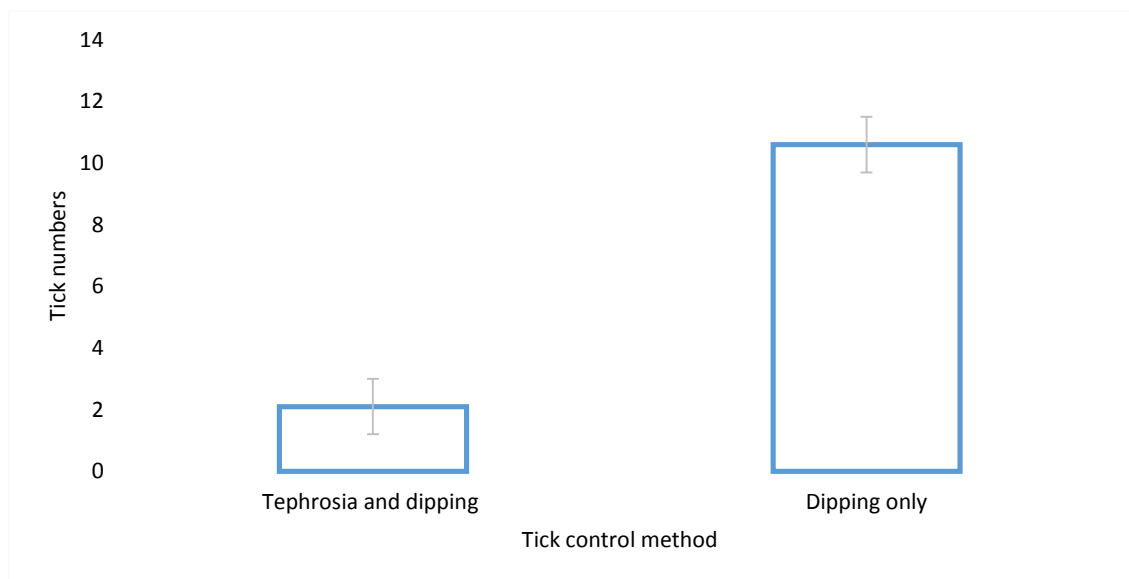 14
12
10
8
6
4
2
0
Tick numbers
Tephrosia and dipping
Dipping only
Tick control method